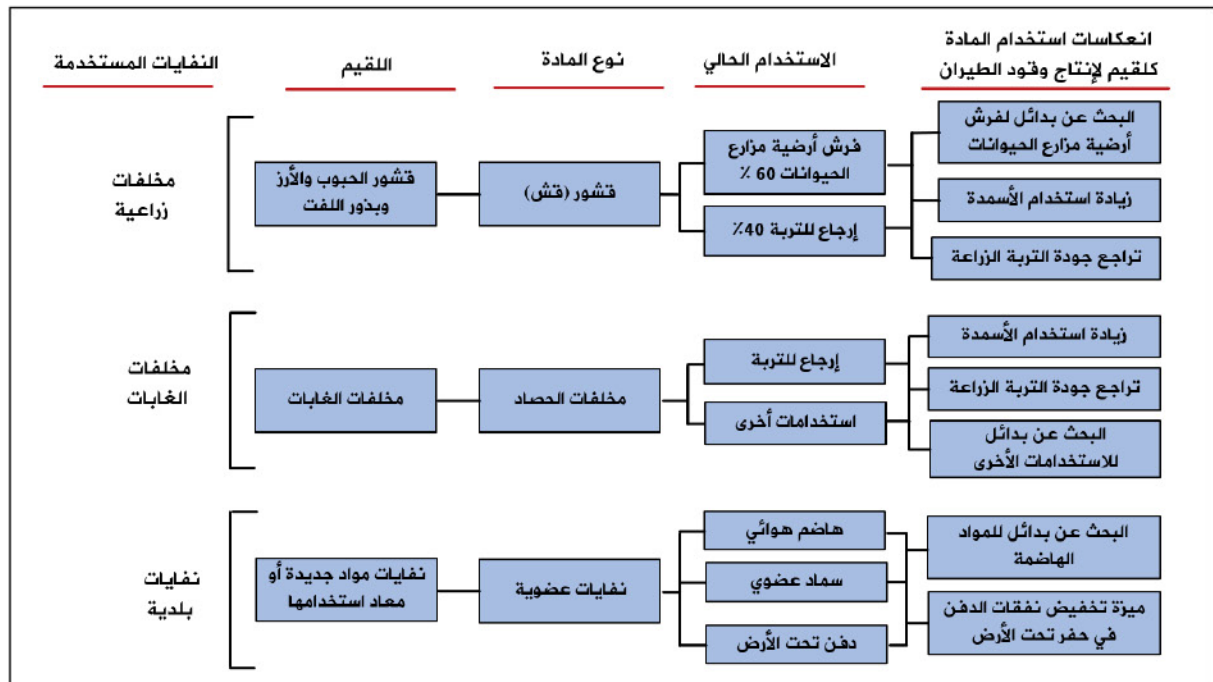 انعكاسات استخدام المادة
كلقيم لإنتاج وقود الطيران
الاستخدام الحالي
نوع المادة
اللقيم
النفايات المستخدمة
البحث عن بدائل لفرش
أرضية مزارع الحيوانات
زيادة استخدام الأسمدة
تراجع جودة التربة الزراعة
فرش أرضية مزارع
الحيوانات 60 ٪
إرجاع للتربة 40٪
قشور (قش)
قشور الحبوب والأرز
وبذور اللفت
مخلفات
زراعية
زيادة استخدام الأسمدة
تراجع جودة التربة الزراعة
البحث عن بدائل
للاستخدامات الأخرى
إرجاع للتربة
استخدامات أخرى
مخلفات الحصاد
مخلفات الغابات
مخلفات
الغابات
البحث عن بدائل للمواد
الهاضمة
ميزة تخفيض نفقات الدفن
في حفر تحت الأرض
هاضم هوائي
سماد عضوي
دفن تحت الأرض
نفايات عضوية
نفايات مواد جديدة أو
معاد استخدامها
نفايات
بلدية